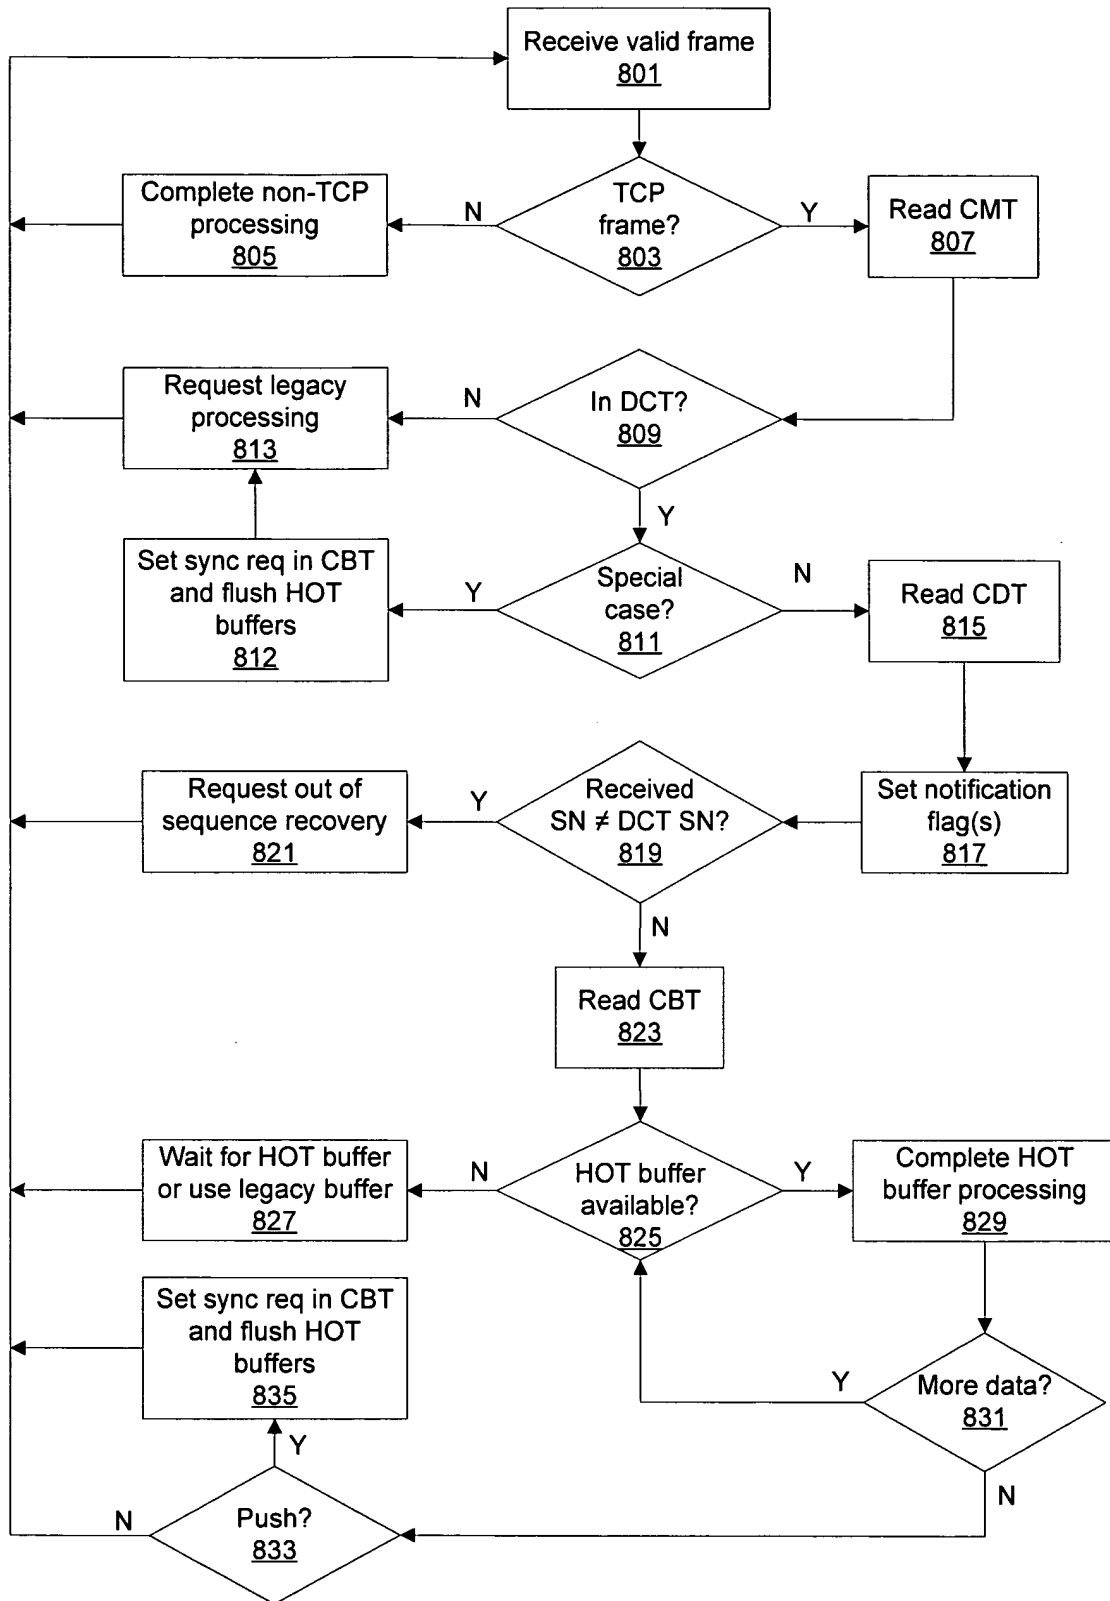 Receive valid frame
801
Complete non-TCP
processing
805
N
TCP
frame?
803
Y
Read CMT
807
Request legacy
processing
813
N
In DCT?
809
Y
Set sync req in CBT
and flush HOT
buffers
812
Y
Special
case?
811
N
Read CDT
815
Request out of
sequence recovery
821
Y
Received
SN ≠ DCT SN?
819
Set notification
flag(s)
817
N
Read CBT
823
Wait for HOT buffer
or use legacy buffer
827
N
HOT buffer
available?
825
Y
Complete HOT
buffer processing
829
Set sync req in CBT
and flush HOT
buffers
835
Y
More data?
831
Y
N
N
Push?
833